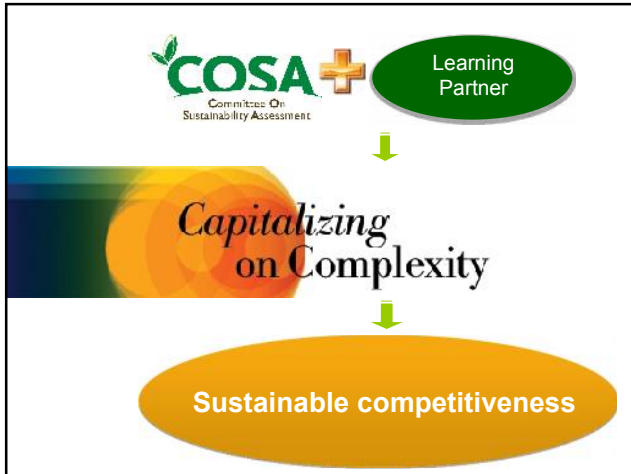 COSA
Committee On
Sustainability Assessment
Learning
Partner
Capitalizing
on Complexity
Sustainable competitiveness